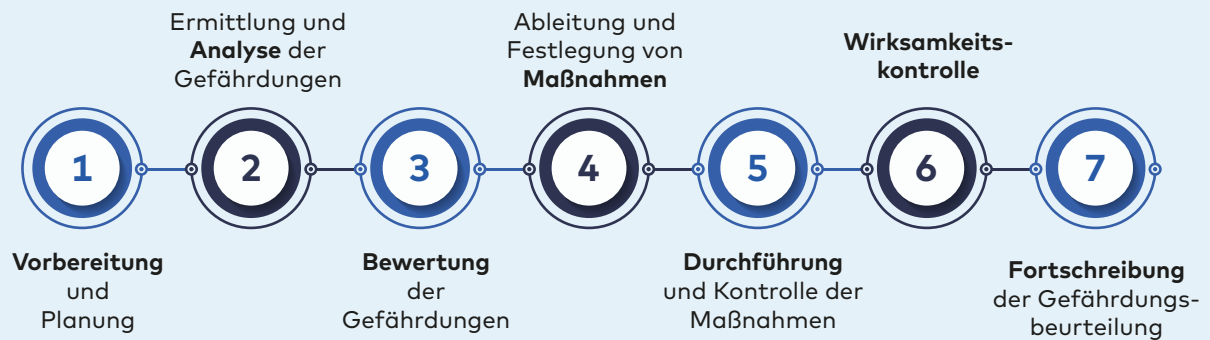 1
Vorbereitung
und
Planung
Ermittlung und
Analyse der
Gefährdungen
2
3
Bewertung
der
Gefährdungen
Ableitung und
Festlegung von
Maßnahmen
4
5
Durchführung
und Kontrolle der
Maßnahmen
Wirksamkeits-
kontrolle
6
7
Fortschreibung
der Gefährdungs-
beurteilung